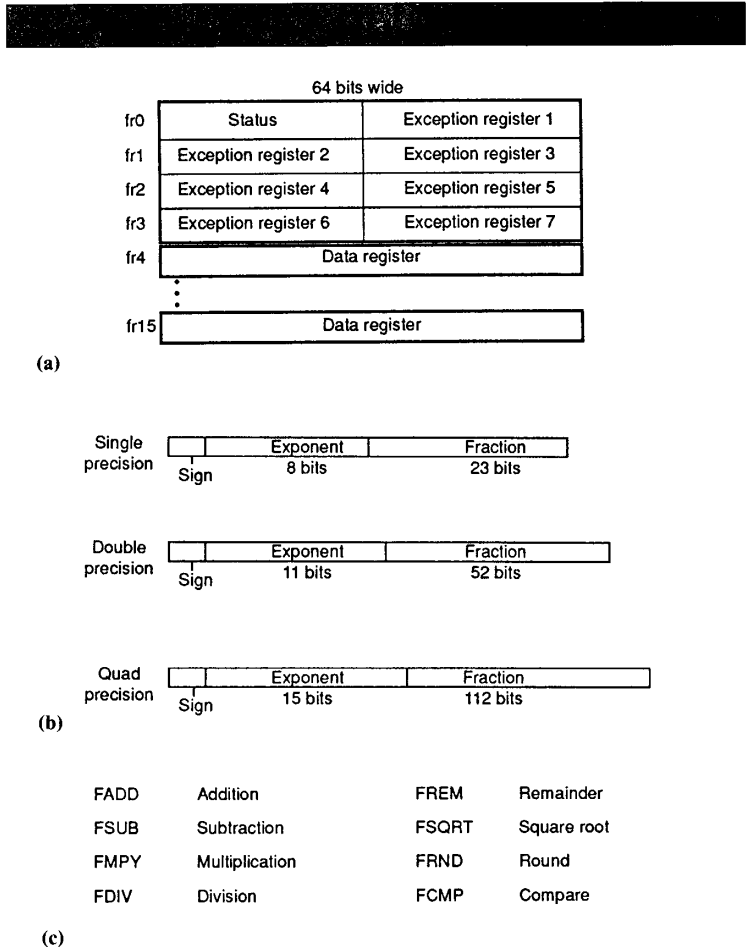 64 bits wide
fr0 Status Exception register 1
fr1 Exception register 2 Exception register 3
fr2 Exception register 4 Exception register 5
fr3 Exception register 6 Exception register 7
fr4 Data register
fr15 Data register
(a)
Single precision Exponent Fraction
Sign 8 bits 23 bits
Double precision Exponent Fraction
Sign 11 bits 52 bits
Quad precision Exponent Fraction
Sign 15 bits 112 bits
(b)
FADD Addition FREM Remainder
FSUB Subtraction FSQRT Square root
FMPY Multiplication FRND Round
FDIV Division FCMP Compare
(c)